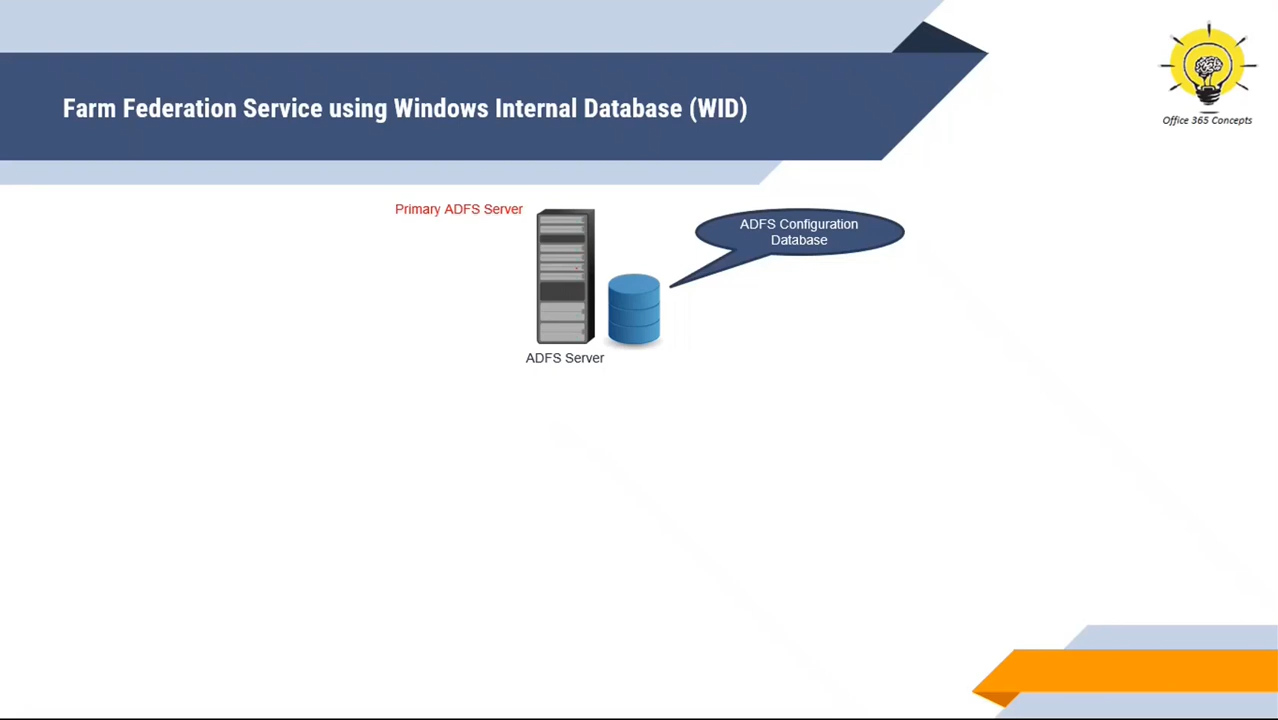 Farm Federation Service using Windows Internal Database (WID)
Office 365 Concepts
Primary ADFS Server
ADFS Configuration
Database
ADFS Server